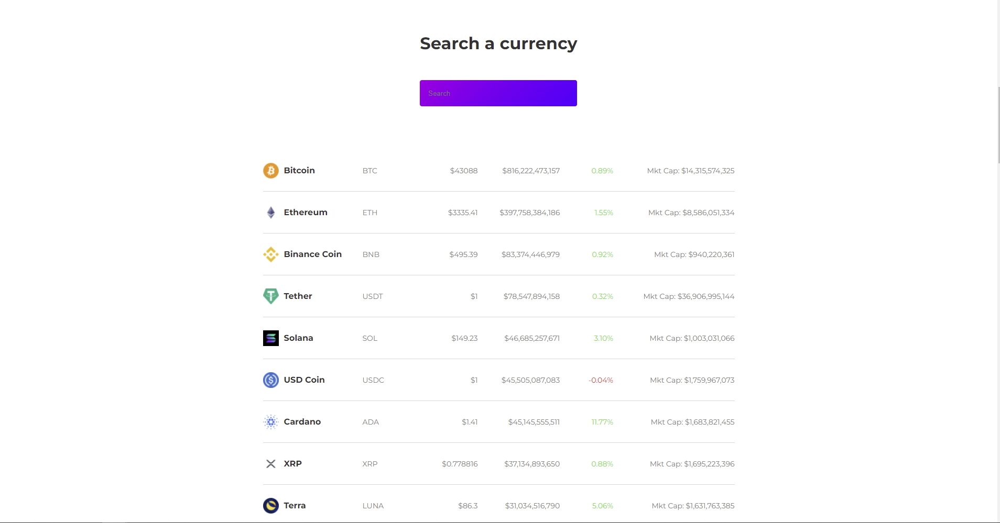 Search a currency
Search
Bitcoin BTC $43088 $816,222,473,157 0.89% Mkt Cap: $14,315,574,325
Ethereum ETH $3335.41 $397,758,384,186 1.55% Mkt Cap: $8,586,051,334
Binance Coin BNB $495.39 $83,374,446,979 0.92% Mkt Cap: $940,220,361
Tether USDT $1 $78,547,894,158 0.32% Mkt Cap: $36,906,995,144
Solana SOL $149.23 $46,685,257,671 3.10% Mkt Cap: $1,003,031,066
USD Coin USDC $1 $45,505,087,083 -0.04% Mkt Cap: $1,759,967,073
Cardano ADA $1.41 $45,145,555,511 11.77% Mkt Cap: $1,683,821,455
XRP XRP $0.778816 $37,134,893,650 0.88% Mkt Cap: $1,695,223,396
Terra LUNA $86.3 $31,034,516,790 5.06% Mkt Cap: $1,631,763,385